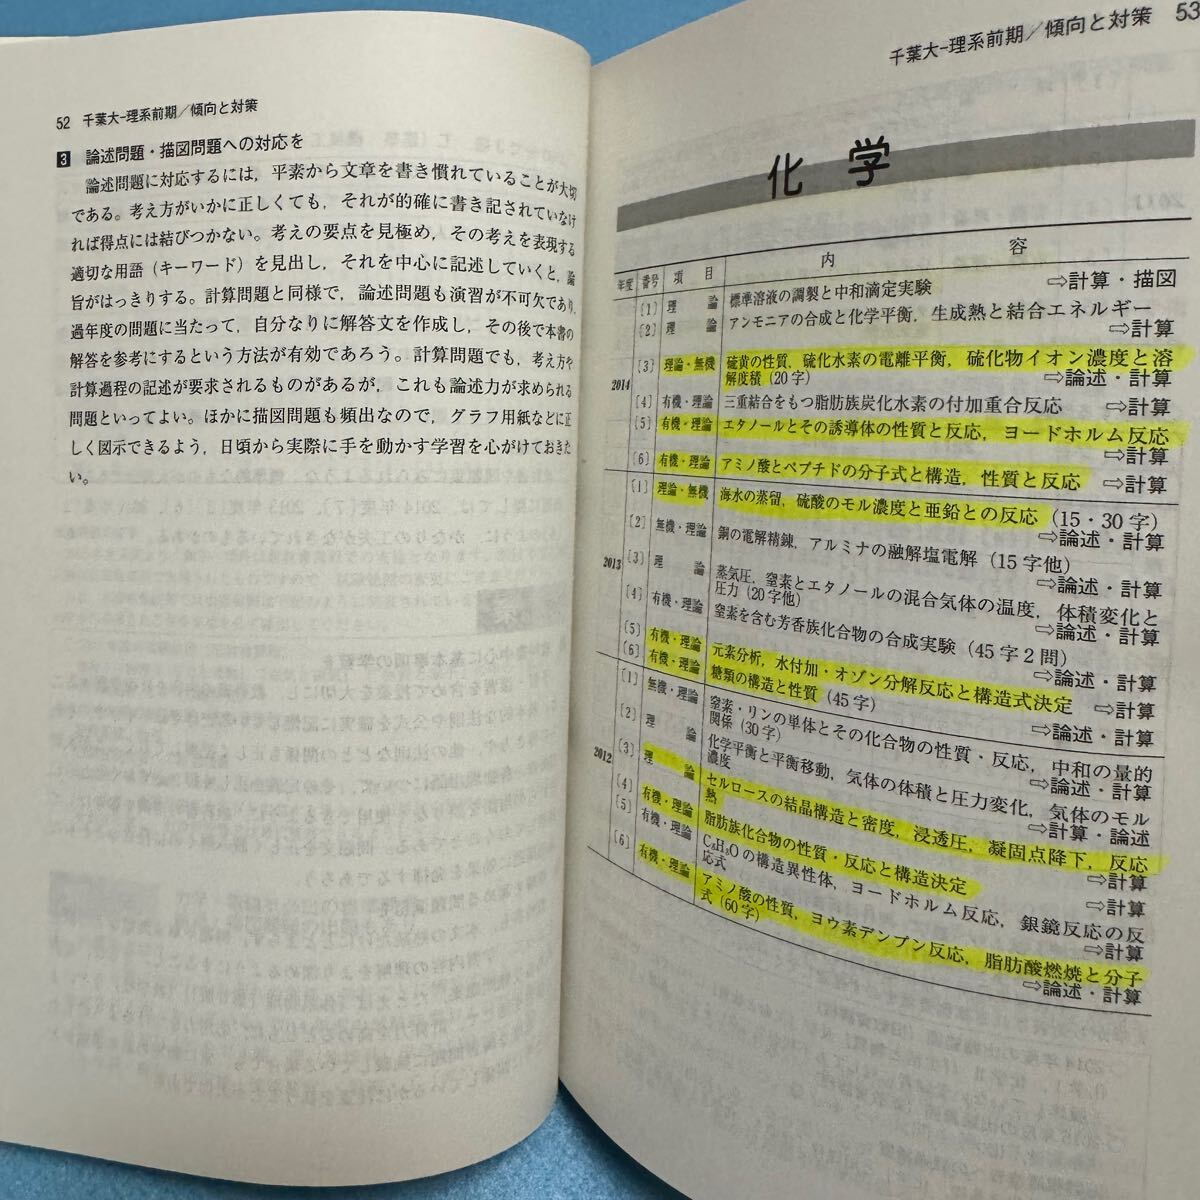 52 千葉大-理系前期/傾向と対策
3 論述問題・描図問題への対応を
論述問題に対応するには，平素から文章を書き慣れていることが大切
である。考え方がいかに正しくても，それが的確に書き記されていなけ
れば得点には結びつかない。考えの要点を見極め，その考えを表現する
適切な用語（キーワード）を見出し，それを中心に記述していくと，論
旨がはっきりする。計算問題と同様で，論述問題も演習が不可欠であり，
過年度の問題に当たって，自分なりに解答文を作成し，その後で本書の
解答を参考にするという方法が有効であろう。計算問題でも，考え方や
計算過程の記述が要求されるものがあるが，これも論述力が求められる
問題といってよい。ほかに描図問題も頻出なので，グラフ用紙などに正
しく図示できるよう，日頃から実際に手を動かす学習を心がけておきた
い。
千葉大-理系前期/傾向と対策 53
化 学
年度 番号 項 目 内 容
2014
〔1〕 理 論 標準溶液の調製と中和滴定実験 ⇨計算・描図
〔2〕 理 論 アンモニアの合成と化学平衡，生成熱と結合エネルギー
⇨計算
〔3〕 理論・無機 硫黄の性質，硫化水素の電離平衡，硫化物イオン濃度と溶
解度積（20字） ⇨論述・計算
〔4〕 有機・理論 三重結合をもつ脂肪族炭化水素の付加重合反応 ⇨計算
〔5〕 有機・理論 エタノールとその誘導体の性質と反応，ヨードホルム反応
⇨計算
〔6〕 有機・理論 アミノ酸とペプチドの分子式と構造，性質と反応 ⇨計算
2013
〔1〕 理論・無機 海水の蒸留，硫酸のモル濃度と亜鉛との反応（15・30字）
⇨論述・計算
〔2〕 無機・理論 銅の電解精錬，アルミナの融解塩電解（15字他）
⇨論述・計算
〔3〕 理 論 蒸気圧，窒素とエタノールの混合気体の温度，体積変化と
圧力（20字他） ⇨論述・計算
〔4〕 有機・理論 窒素を含む芳香族化合物の合成実験（45字2問）
⇨論述・計算
〔5〕 有機・理論 元素分析，水付加・オゾン分解反応と構造式決定 ⇨計算
〔6〕 有機・理論 糖類の構造と性質（45字） ⇨論述・計算
2012
〔1〕 無機・理論 窒素・リンの単体とその化合物の性質・反応，中和の量的
関係（30字） ⇨論述・計算
〔2〕 理 論 化学平衡と平衡移動，気体の体積と圧力変化，気体のモル
濃度 ⇨計算・論述
〔3〕 理 論 セルロースの結晶構造と密度，浸透圧，凝固点降下，反応
熱 ⇨計算
〔4〕 有機・理論 脂肪族化合物の性質・反応と構造決定 ⇨計算
〔5〕 有機・理論 C₈H₈Oの構造異性体，ヨードホルム反応，銀鏡反応の反
応式 ⇨計算
〔6〕 有機・理論 アミノ酸の性質，ヨウ素デンプン反応，脂肪酸燃焼と分子
式（60字） ⇨論述・計算